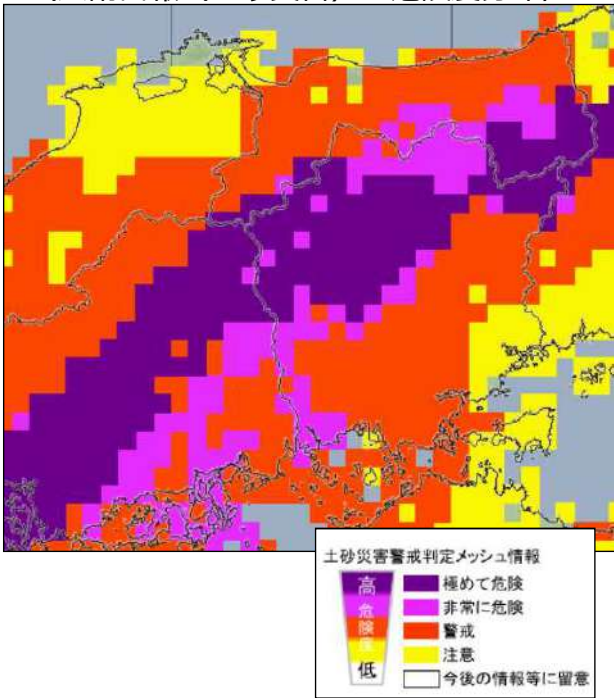 土砂災害警戒判定メッシュ情報
高
危
険
度
低
極めて危険
非常に危険
警戒
注意
今後の情報等に留意